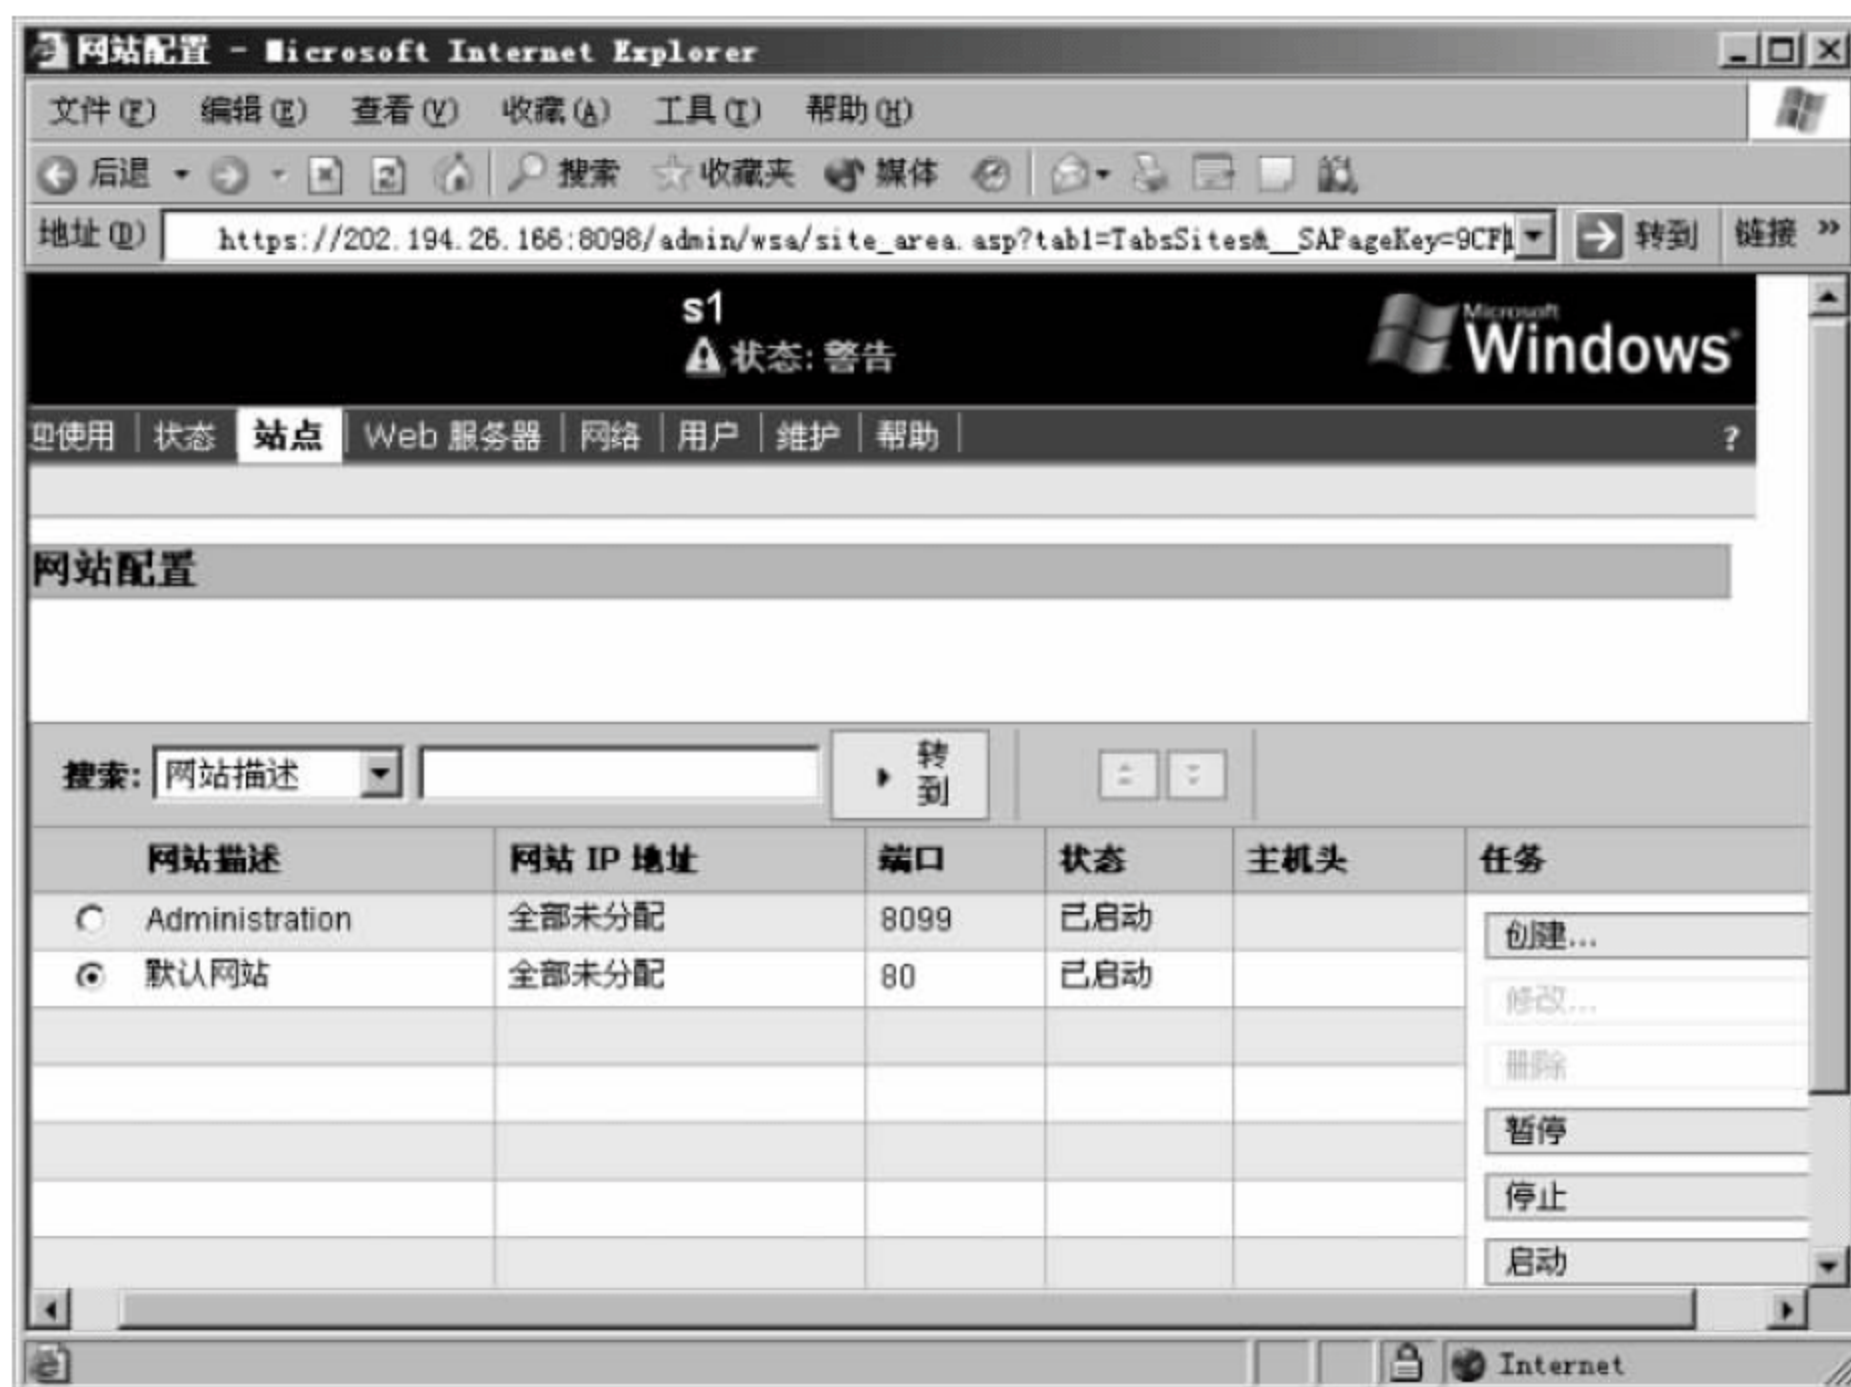 网站配置 - Microsoft Internet Explorer
文件(F) 编辑(E) 查看(V) 收藏(A) 工具(T) 帮助(H)
后退 搜索 收藏夹 媒体
地址(D) https://202.194.26.166:8098/admin/wsa/site_area.asp?tab1=TabsSites&__SAPageKey=9CF 转到 链接 »
s1
状态: 警告
Microsoft
Windows
迎使用 状态 站点 Web 服务器 网络 用户 维护 帮助 ?
网站配置
搜索: 网站描述 转到
网站描述 网站 IP 地址 端口 状态 主机头 任务
Administration 全部未分配 8099 已启动 创建...
默认网站 全部未分配 80 已启动
修改...
删除
暂停
停止
启动
Internet